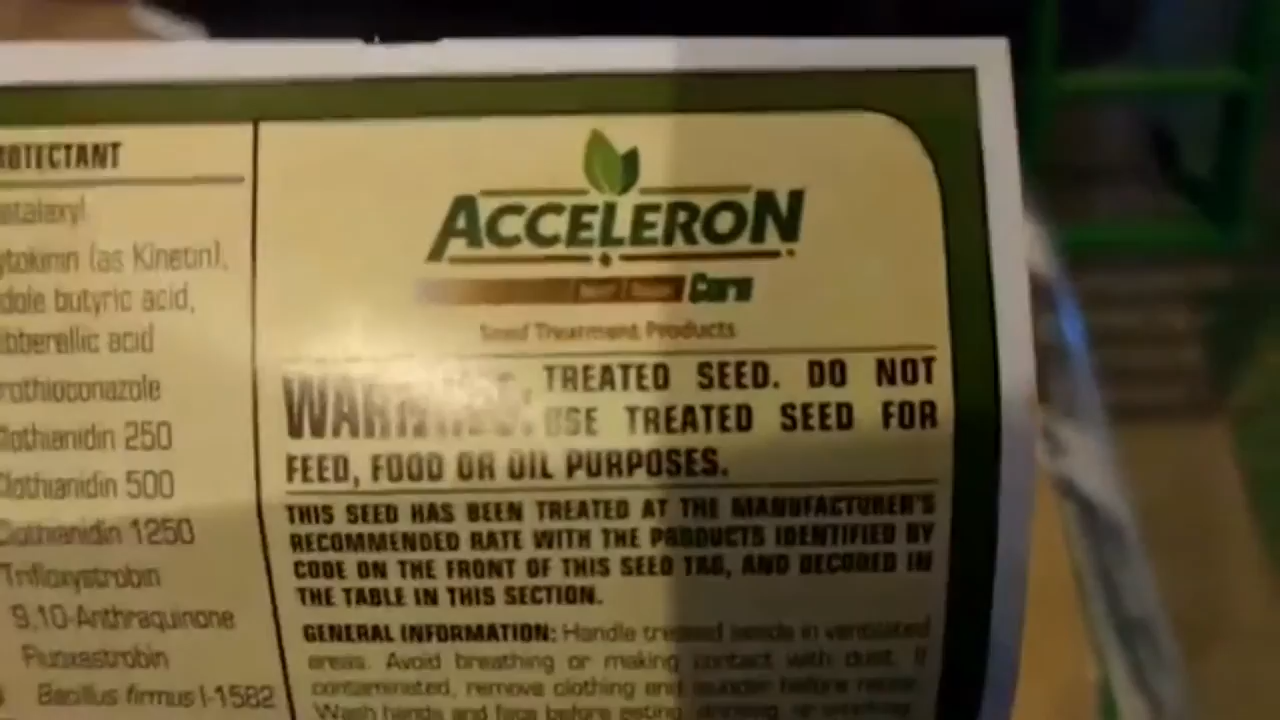 OTECTANT
etalaxyl
ytokinin (as Kinetin),
dole butyric acid,
bberellic acid
rothioconazole
lothianidin 250
Clothianidin 500
Clothianidin 1250
Trifloxystrobin
9,10-Anthraquinone
Fluoxastrobin
Bacillus firmus I-1582
ACCELERON
Corn
Seed Treatment Products
WARNING: TREATED SEED. DO NOT
USE TREATED SEED FOR
FEED, FOOD OR OIL PURPOSES.
THIS SEED HAS BEEN TREATED AT THE MANUFACTURER'S
RECOMMENDED RATE WITH THE PRODUCTS IDENTIFIED BY
CODE ON THE FRONT OF THIS SEED TAG, AND DECODED IN
THE TABLE IN THIS SECTION.
GENERAL INFORMATION: Handle treated seeds in ventilated
areas. Avoid breathing or making contact with dust. If
contaminated, remove clothing and launder before reuse.
Wash hands and face before eating, drinking, or smoking.